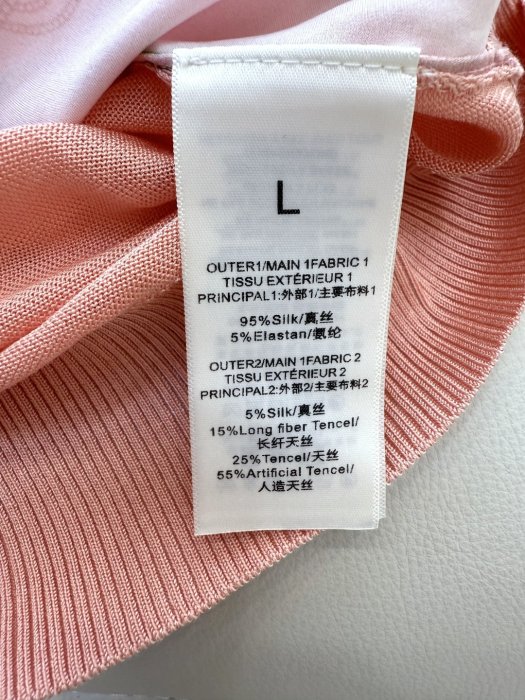 L
OUTER1/MAIN 1FABRIC 1
TISSU EXTÉRIEUR 1
PRINCIPAL1:外部1/主要布料1
95%Silk/真丝
5%Elastan/氨纶
OUTER2/MAIN 1FABRIC 2
TISSU EXTÉRIEUR 2
PRINCIPAL2:外部2/主要布料2
5%Silk/真丝
15%Long fiber Tencel/
长纤天丝
25%Tencel/天丝
55%Artificial Tencel/
人造天丝